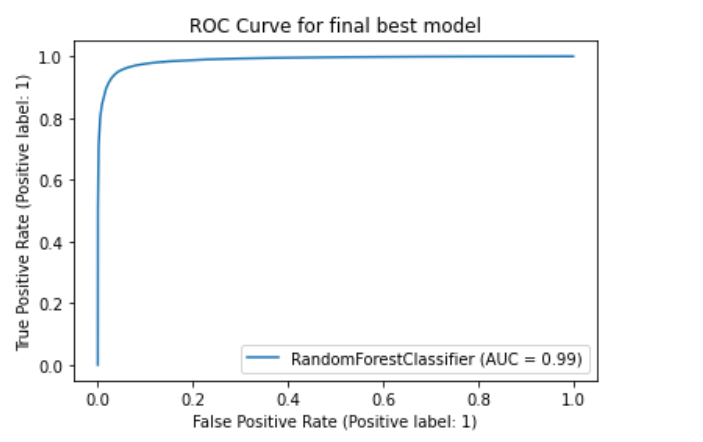 ROC Curve for final best model
True Positive Rate (Positive label: 1)
1.0
0.8
0.6
0.4
0.2
0.0
RandomForestClassifier (AUC = 0.99)
0.0 0.2 0.4 0.6 0.8 1.0
False Positive Rate (Positive label: 1)